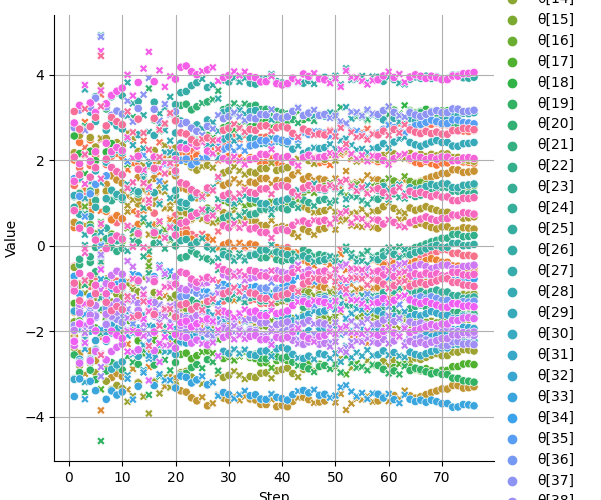 θ[14]
θ[15]
θ[16]
θ[17]
θ[18]
θ[19]
θ[20]
θ[21]
θ[22]
θ[23]
θ[24]
θ[25]
θ[26]
θ[27]
θ[28]
θ[29]
θ[30]
θ[31]
θ[32]
θ[33]
θ[34]
θ[35]
θ[36]
θ[37]
θ[38]
4
2
0
−2
−4
Value
0 10 20 30 40 50 60 70
Step